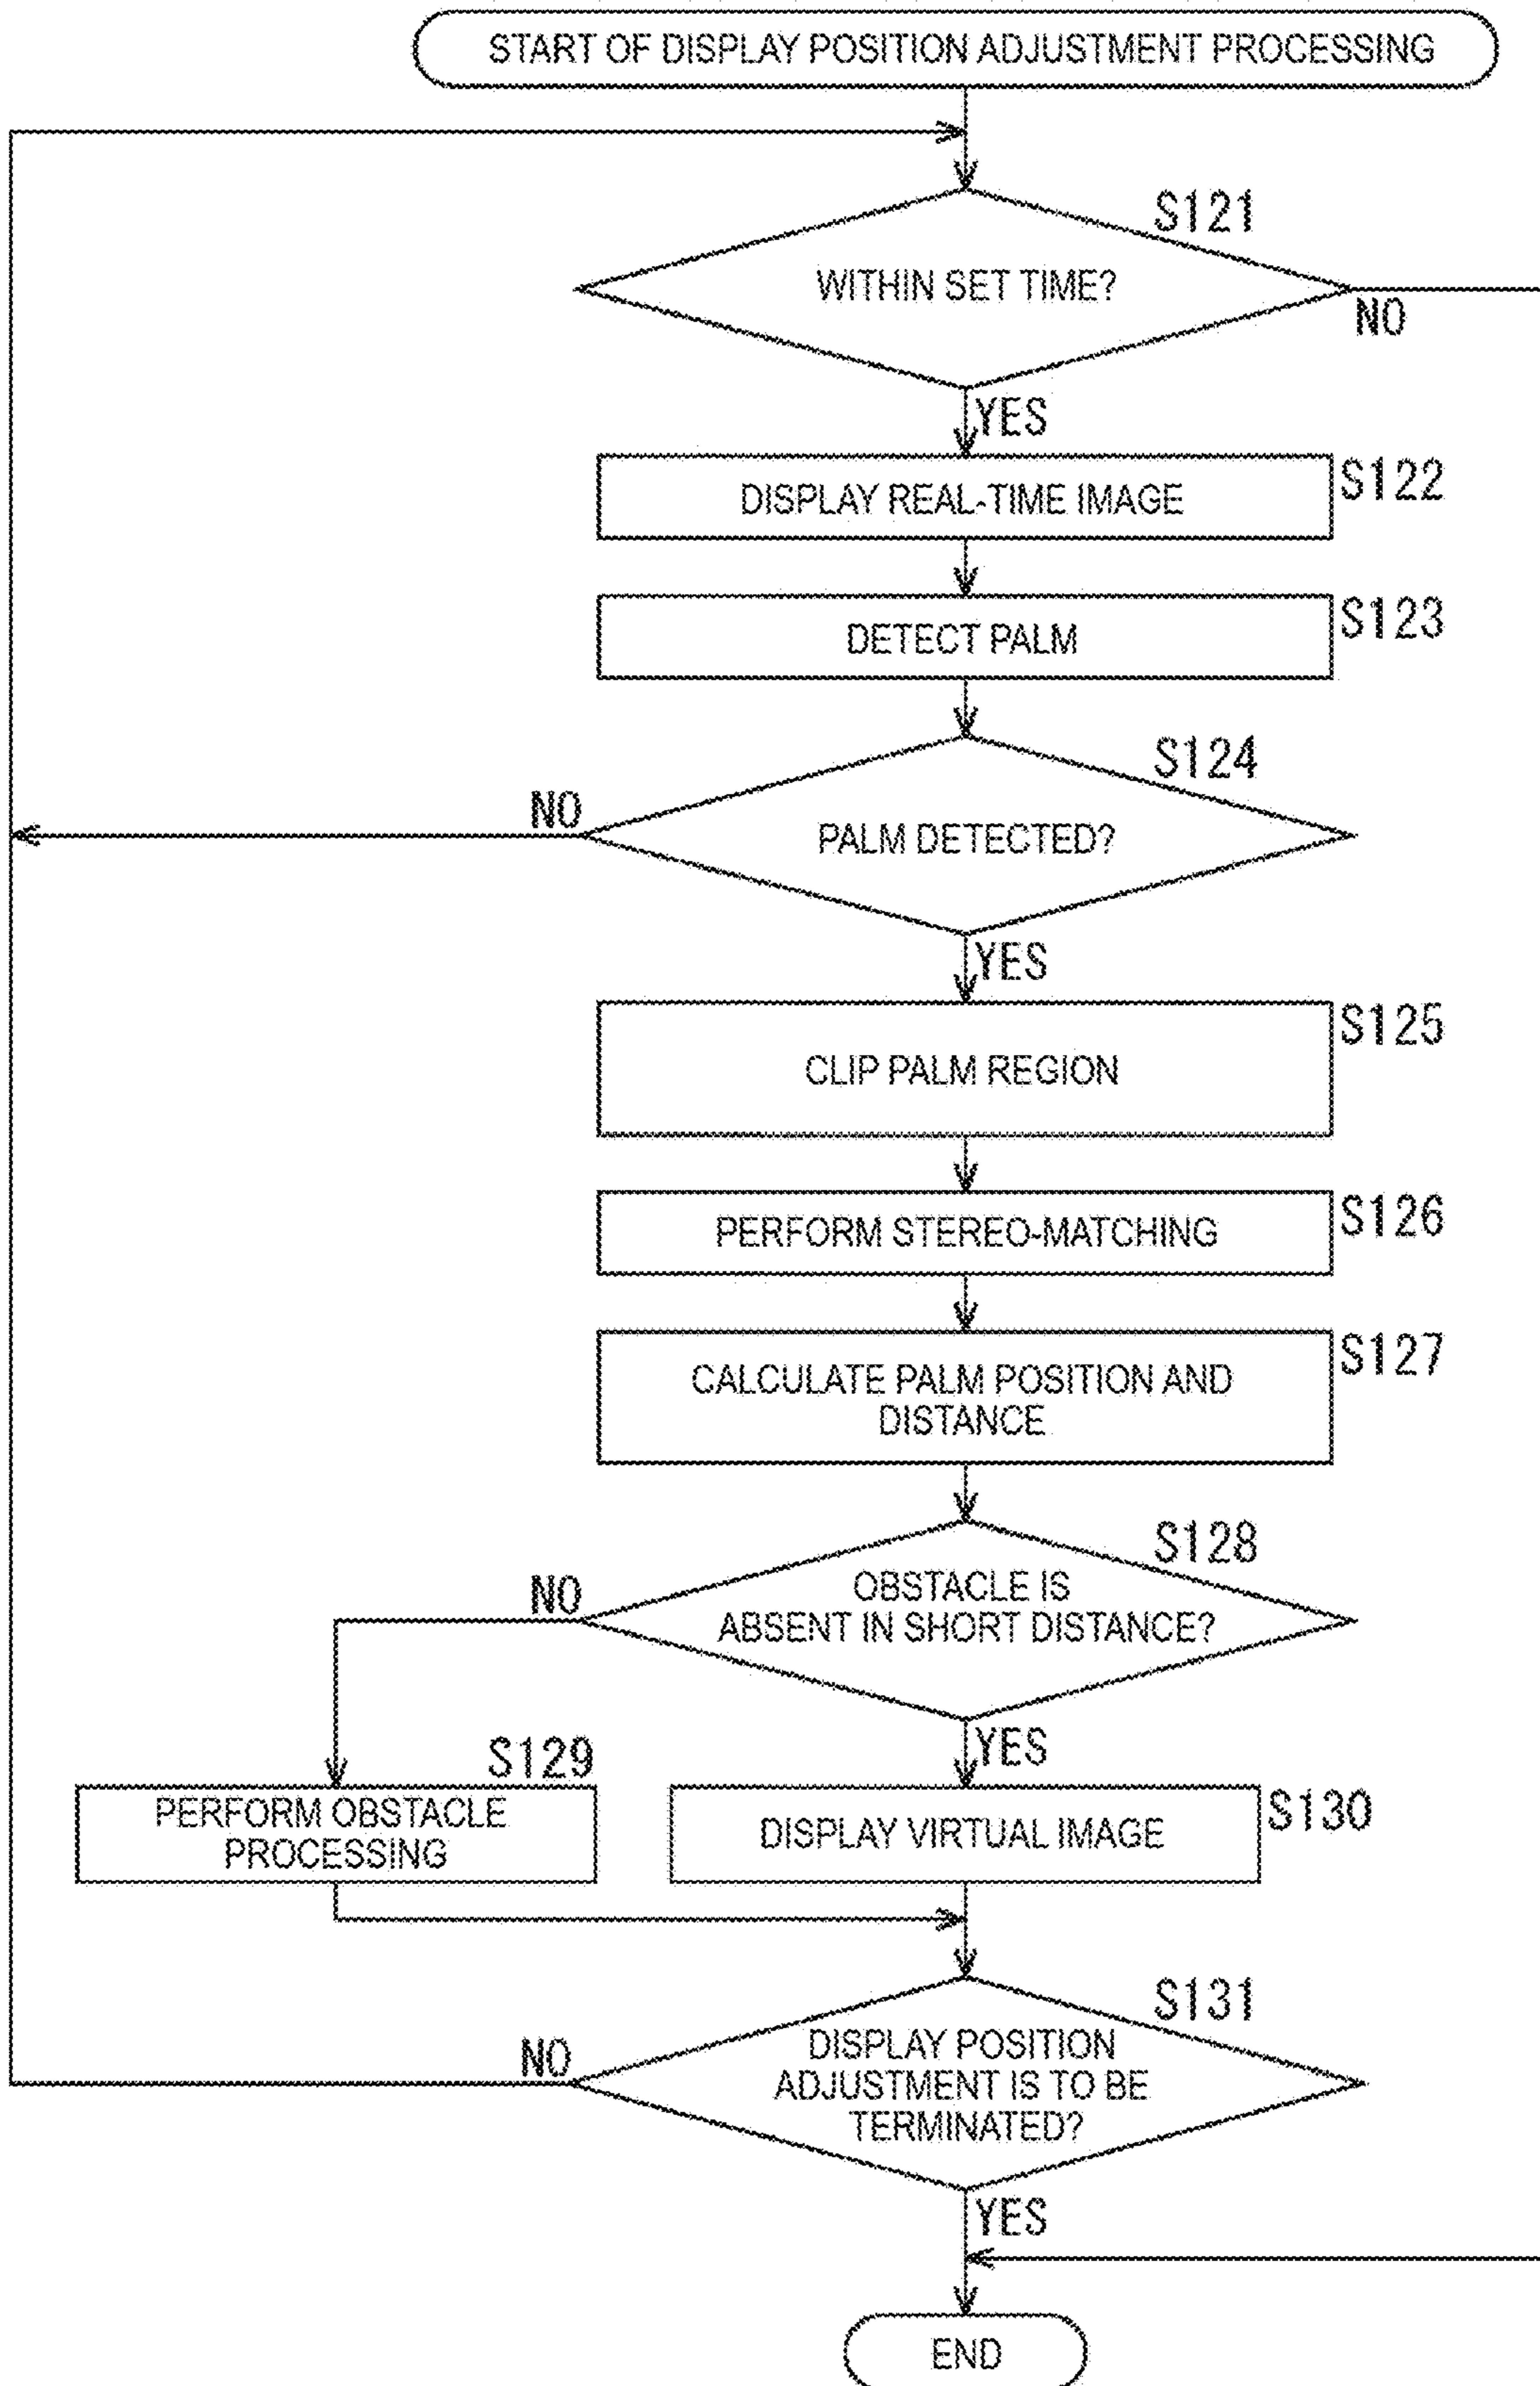 START OF DISPLAY POSITION ADJUSTMENT PROCESSING
S121
WITHIN SET TIME?
NO
YES
S122
DISPLAY REAL-TIME IMAGE
S123
DETECT PALM
S124
NO
PALM DETECTED?
YES
S125
CLIP PALM REGION
S126
PERFORM STEREO-MATCHING
S127
CALCULATE PALM POSITION AND
DISTANCE
S128
NO
OBSTACLE IS
ABSENT IN SHORT DISTANCE?
YES
S129
PERFORM OBSTACLE
PROCESSING
S130
DISPLAY VIRTUAL IMAGE
S131
NO
DISPLAY POSITION
ADJUSTMENT IS TO BE
TERMINATED?
YES
END